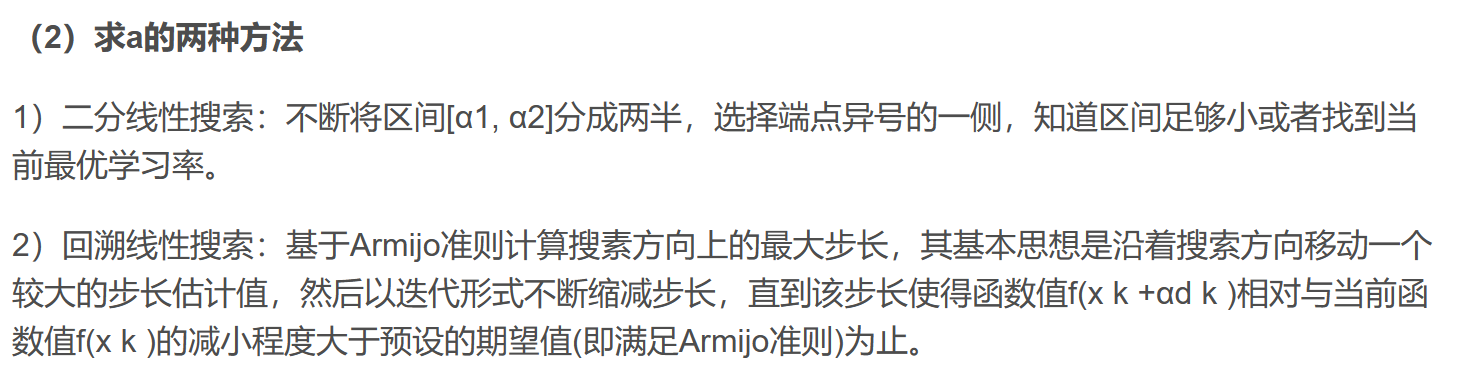 （2）求a的两种方法
1）二分线性搜索：不断将区间[α1, α2]分成两半，选择端点异号的一侧，知道区间足够小或者找到当
前最优学习率。
2）回溯线性搜索：基于Armijo准则计算搜素方向上的最大步长，其基本思想是沿着搜索方向移动一个
较大的步长估计值，然后以迭代形式不断缩减步长，直到该步长使得函数值f(x k +αd k )相对与当前函
数值f(x k )的减小程度大于预设的期望值(即满足Armijo准则)为止。